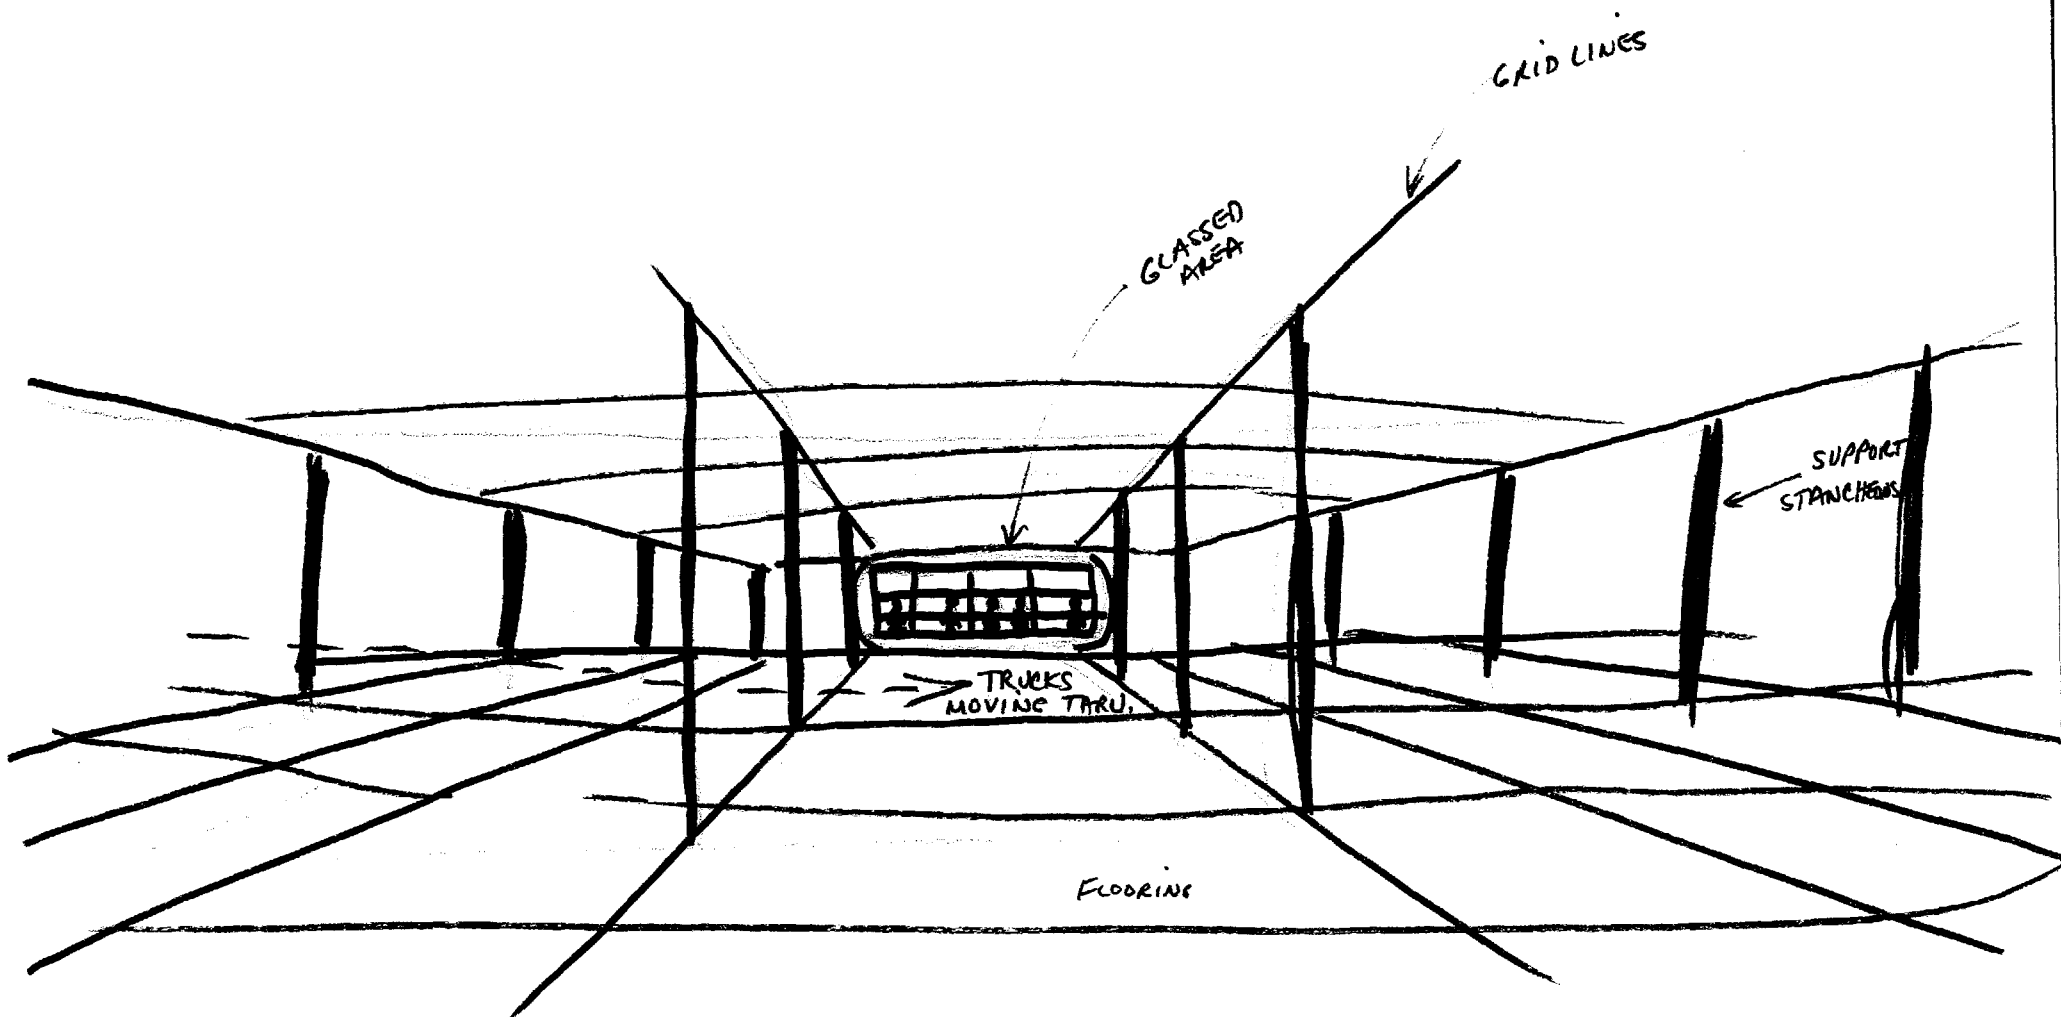 GRID LINES
GLASSED
AREA
SUPPORT
STANCHEONS
TRUCKS
MOVING THRU.
FLOORING